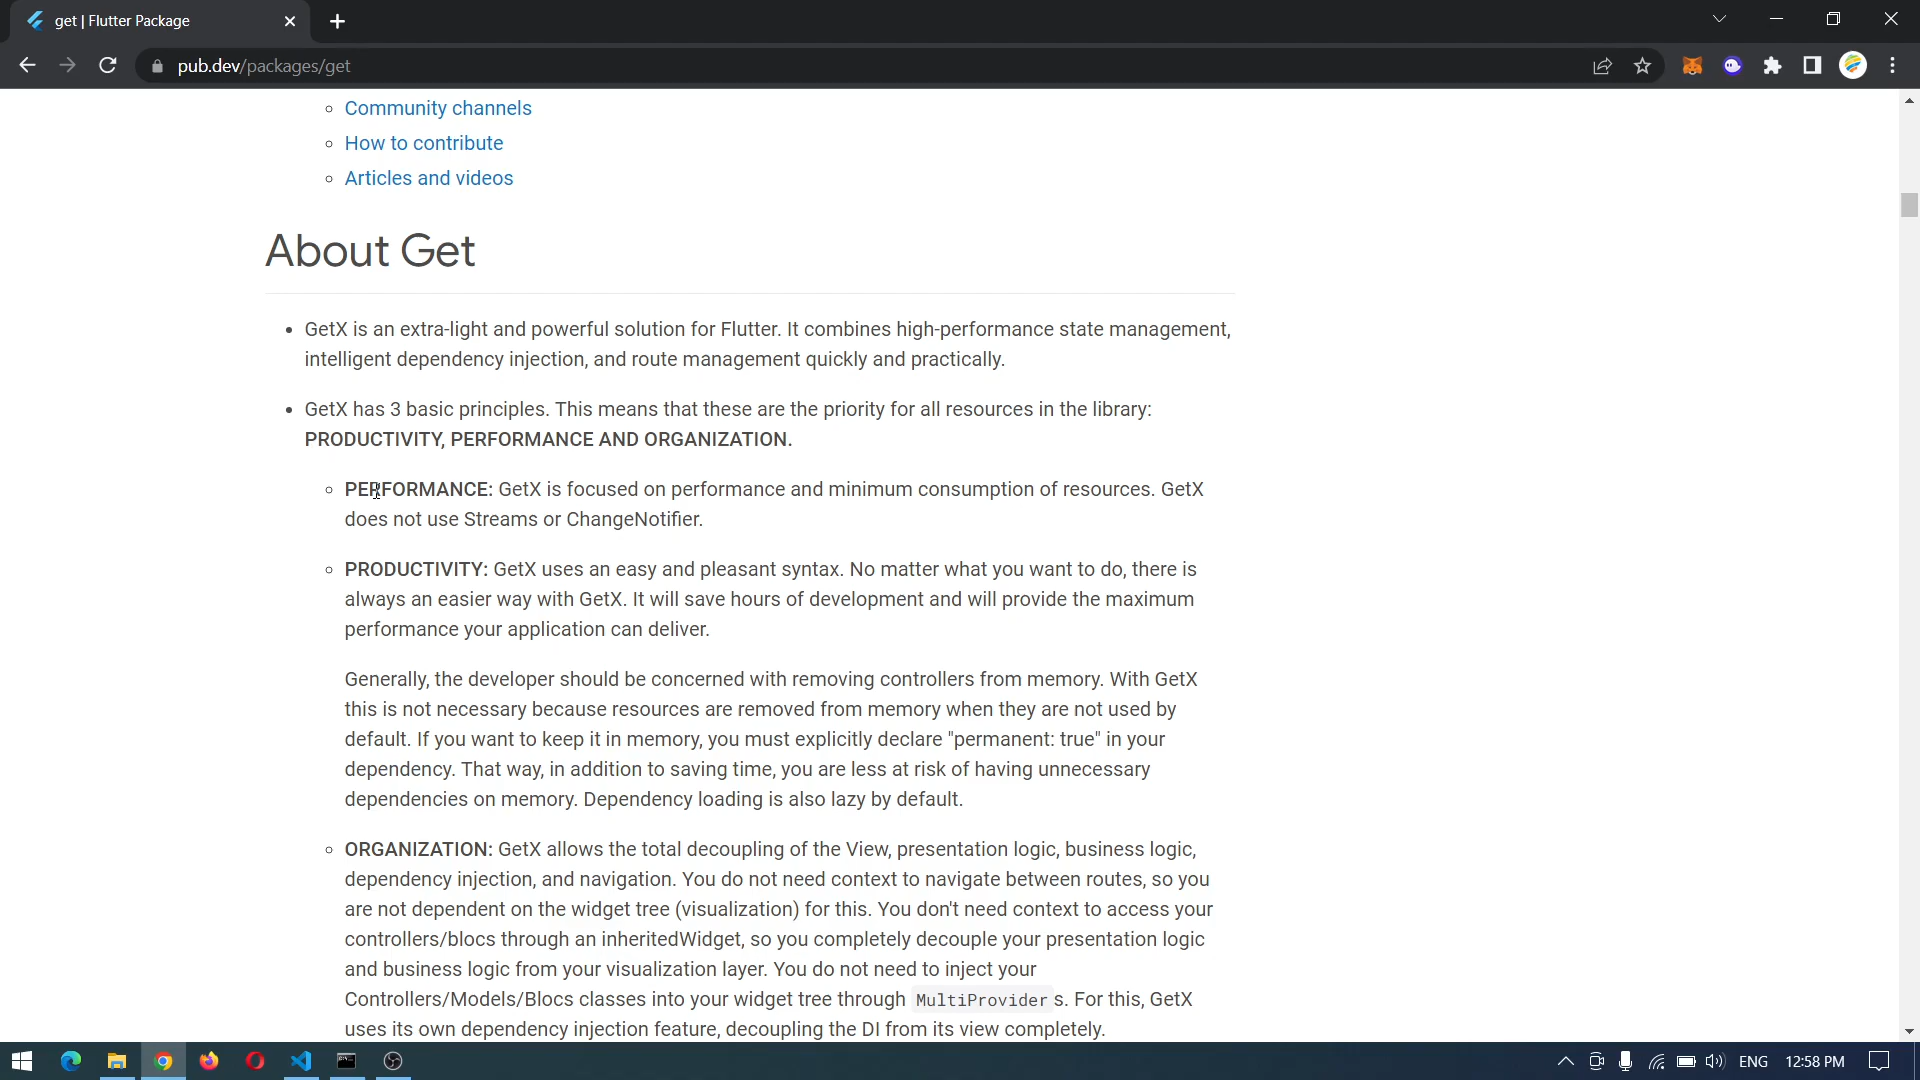 get | Flutter Package
pub.dev/packages/get
Community channels
How to contribute
Articles and videos
About Get
GetX is an extra-light and powerful solution for Flutter. It combines high-performance state management,
intelligent dependency injection, and route management quickly and practically.
GetX has 3 basic principles. This means that these are the priority for all resources in the library:
PRODUCTIVITY, PERFORMANCE AND ORGANIZATION.
PERFORMANCE: GetX is focused on performance and minimum consumption of resources. GetX
does not use Streams or ChangeNotifier.
PRODUCTIVITY: GetX uses an easy and pleasant syntax. No matter what you want to do, there is
always an easier way with GetX. It will save hours of development and will provide the maximum
performance your application can deliver.
Generally, the developer should be concerned with removing controllers from memory. With GetX
this is not necessary because resources are removed from memory when they are not used by
default. If you want to keep it in memory, you must explicitly declare "permanent: true" in your
dependency. That way, in addition to saving time, you are less at risk of having unnecessary
dependencies on memory. Dependency loading is also lazy by default.
ORGANIZATION: GetX allows the total decoupling of the View, presentation logic, business logic,
dependency injection, and navigation. You do not need context to navigate between routes, so you
are not dependent on the widget tree (visualization) for this. You don't need context to access your
controllers/blocs through an inheritedWidget, so you completely decouple your presentation logic
and business logic from your visualization layer. You do not need to inject your
Controllers/Models/Blocs classes into your widget tree through MultiProviders. For this, GetX
uses its own dependency injection feature, decoupling the DI from its view completely.
ENG 12:58 PM